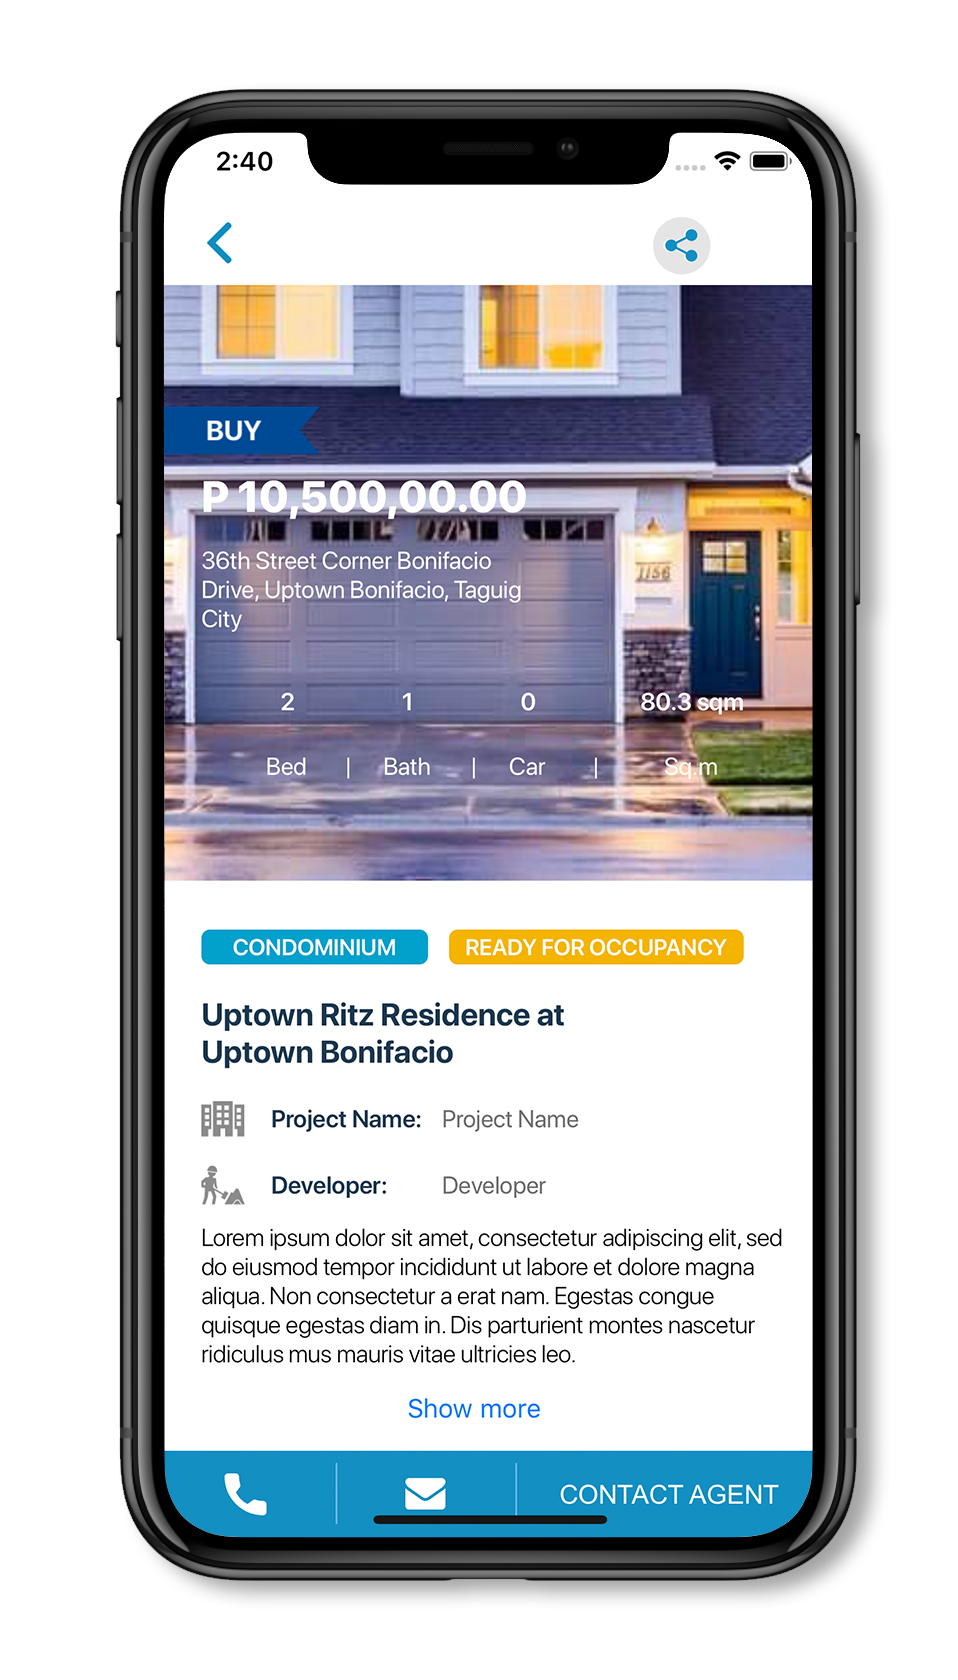 2:40
BUY
P 10,500,00.00
1156
36th Street Corner Bonifacio
Drive, Uptown Bonifacio, Taguig
City
2 1 0 80.3 sqm
Bed | Bath | Car | Sq.m
CONDOMINIUM READY FOR OCCUPANCY
Uptown Ritz Residence at
Uptown Bonifacio
Project Name: Project Name
Developer: Developer
Lorem ipsum dolor sit amet, consectetur adipiscing elit, sed
do eiusmod tempor incididunt ut labore et dolore magna
aliqua. Non consectetur a erat nam. Egestas congue
quisque egestas diam in. Dis parturient montes nascetur
ridiculus mus mauris vitae ultricies leo.
Show more
CONTACT AGENT